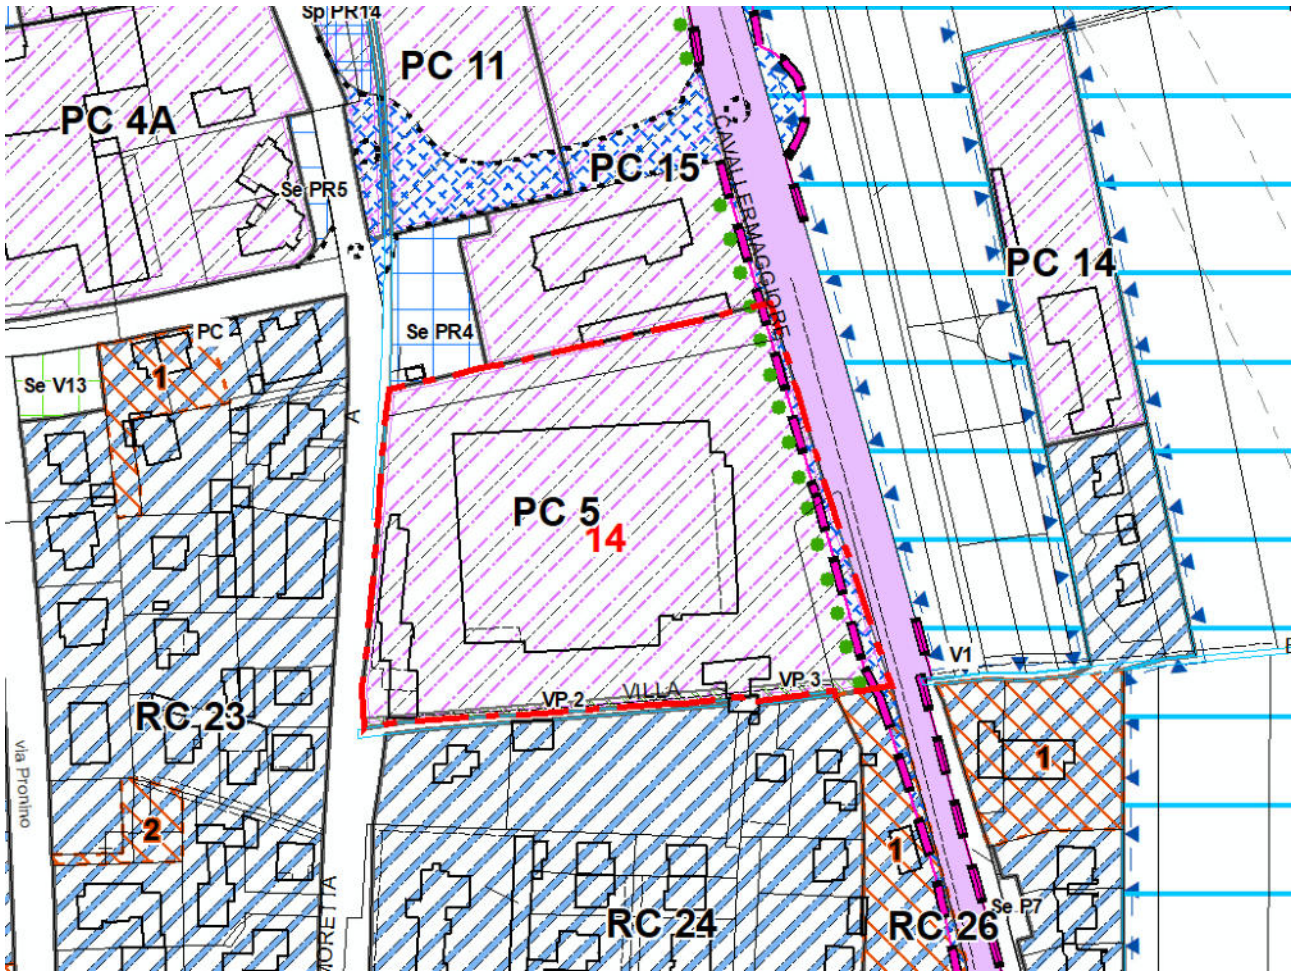 Sp PR14
PC 11
PC 4A
PC 15
Se PR5
CAVALLERMAGGIORE
PC 14
Se PR4
PC
1
Se V13
A
PC 5
14
V1
VP 3
VILLA
VP 2
RC 23
via Pronino
1
2
1
MORETTA
RC 24
RC 26
Se P7